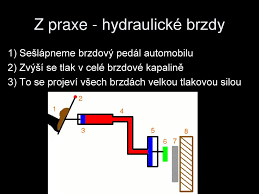 Z praxe - hydraulické brzdy
1) Sešlápneme brzdový pedál automobilu
2) Zvýší se tlak v celé brzdové kapalině
3) To se projeví všech brzdách velkou tlakovou silou
2
1
4
3
5
6
7
8